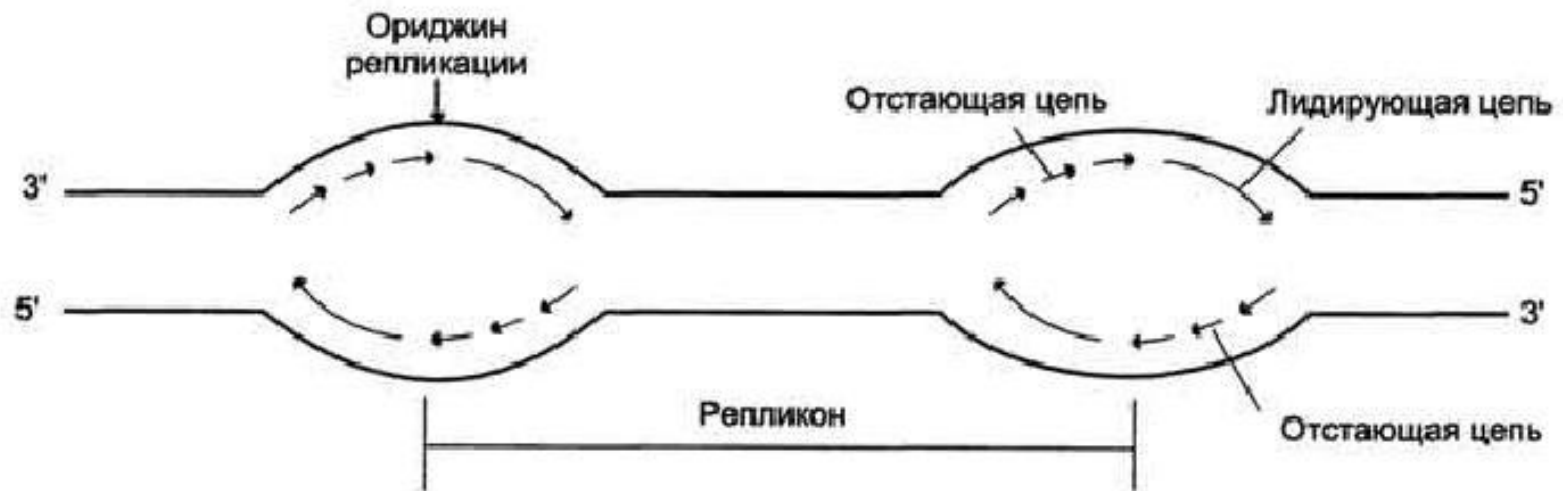 Ориджин
репликации
Отстающая цепь
Лидирующая цепь
3'
5'
5'
3'
Репликон
Отстающая цепь